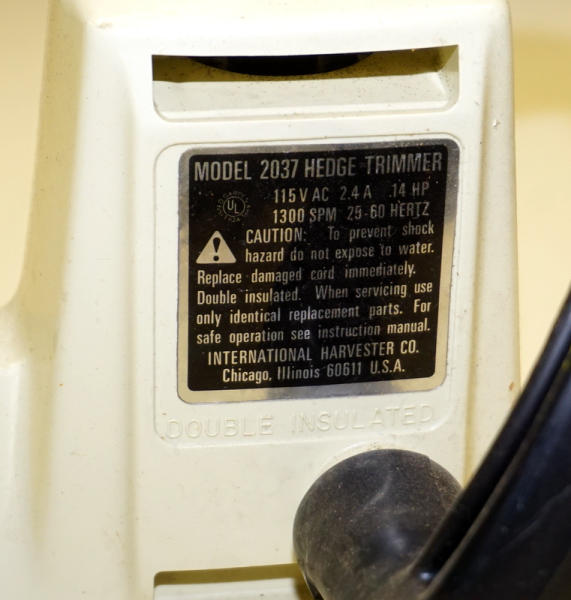 MODEL 2037 HEDGE TRIMMER
115 V AC 2.4 A .14 HP
UL
1300 SPM 25-60 HERTZ
CAUTION: To prevent shock
hazard do not expose to water.
Replace damaged cord immediately.
Double insulated. When servicing use
only identical replacement parts. For
safe operation see instruction manual.
INTERNATIONAL HARVESTER CO.
Chicago, Illinois 60611 U.S.A.
DOUBLE INSULATED